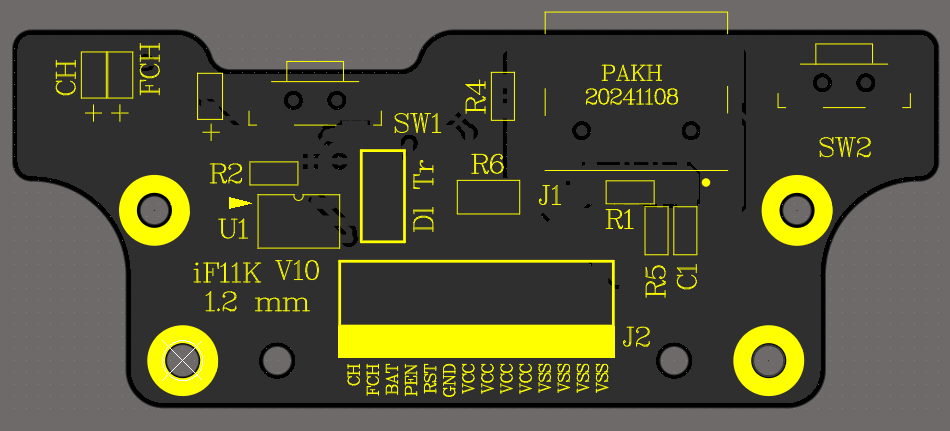 CH
FCH
R4
PAKH
20241108
SW1
SW2
R2
Tr
D1
R6
J1
R1
U1
R5
C1
iF11K V10
1.2 mm
J2
CH
FCH
BAT
PEN
RST
GND
VCC
VCC
VCC
VCC
VSS
VSS
VSS
VSS